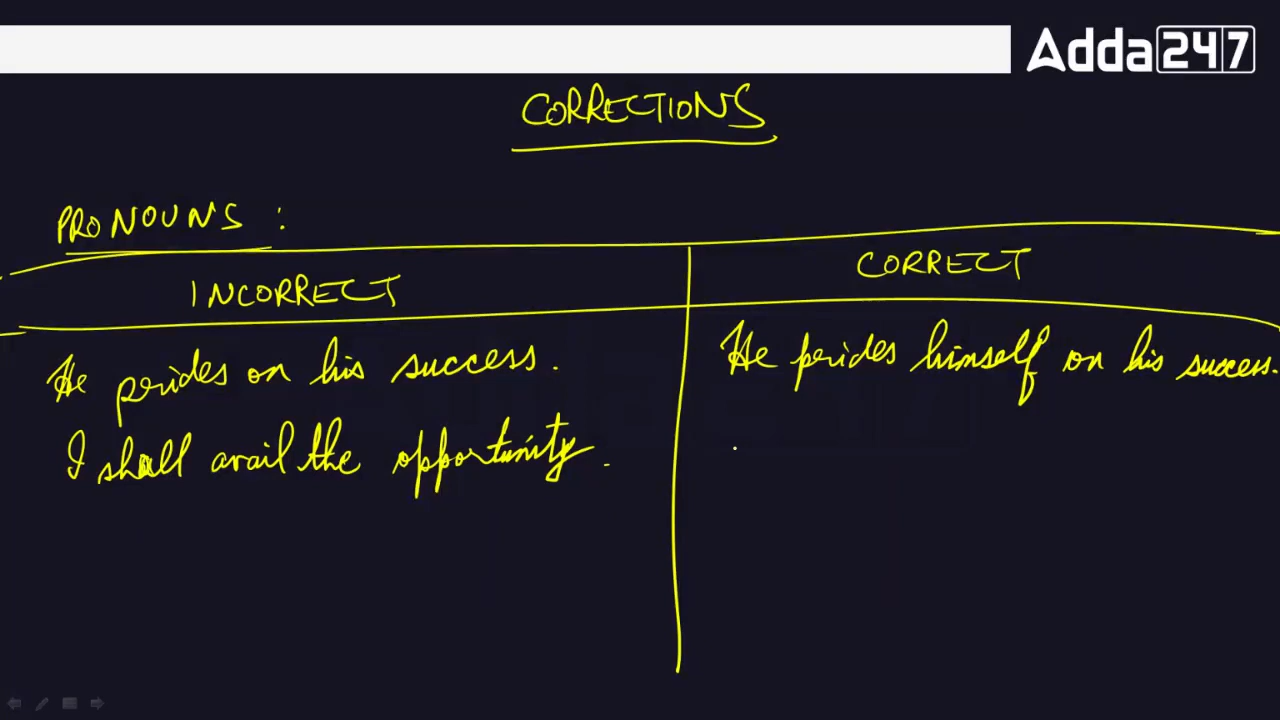 Adda247
CORRECTIONS
PRONOUNS :
INCORRECT
CORRECT
He prides on his success.
He prides himself on his success.
I shall avail the opportunity.